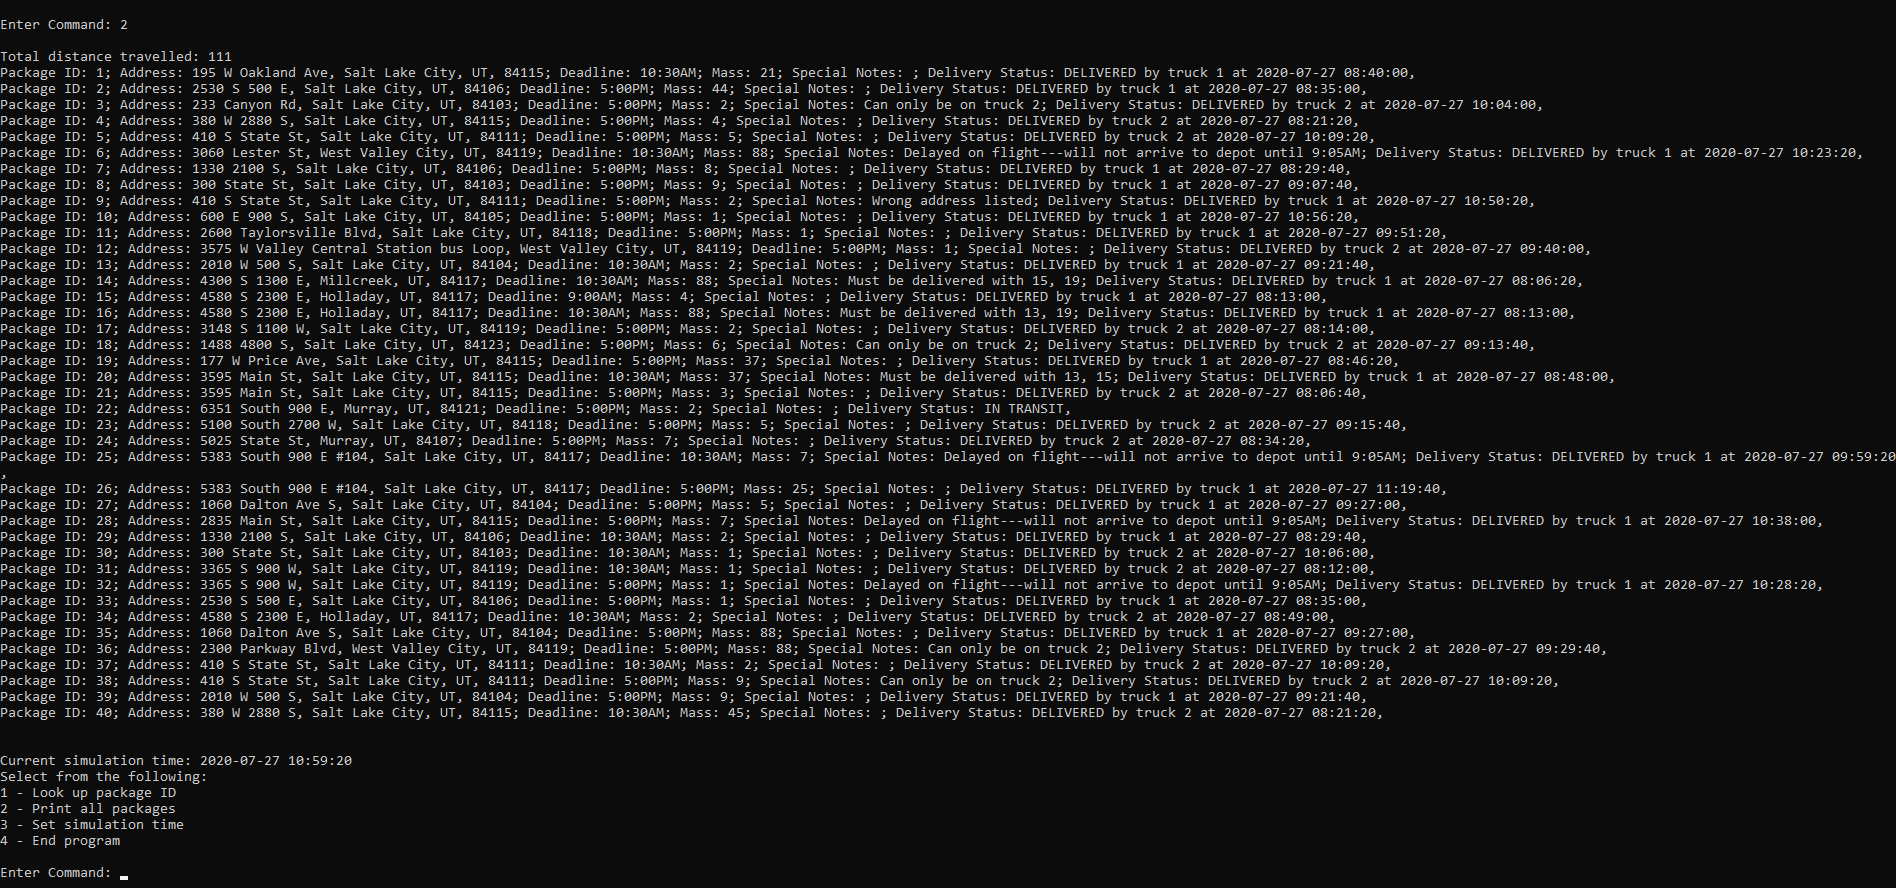 Enter Command: 2
Total distance travelled: 111
Package ID: 1; Address: 195 W Oakland Ave, Salt Lake City, UT, 84115; Deadline: 10:30AM; Mass: 21; Special Notes: ; Delivery Status: DELIVERED by truck 1 at 2020-07-27 08:40:00,
Package ID: 2; Address: 2530 S 500 E, Salt Lake City, UT, 84106; Deadline: 5:00PM; Mass: 44; Special Notes: ; Delivery Status: DELIVERED by truck 1 at 2020-07-27 08:35:00,
Package ID: 3; Address: 233 Canyon Rd, Salt Lake City, UT, 84103; Deadline: 5:00PM; Mass: 2; Special Notes: Can only be on truck 2; Delivery Status: DELIVERED by truck 2 at 2020-07-27 10:04:00,
Package ID: 4; Address: 380 W 2880 S, Salt Lake City, UT, 84115; Deadline: 5:00PM; Mass: 4; Special Notes: ; Delivery Status: DELIVERED by truck 2 at 2020-07-27 08:21:20,
Package ID: 5; Address: 410 S State St, Salt Lake City, UT, 84111; Deadline: 5:00PM; Mass: 5; Special Notes: ; Delivery Status: DELIVERED by truck 2 at 2020-07-27 10:09:20,
Package ID: 6; Address: 3060 Lester St, West Valley City, UT, 84119; Deadline: 10:30AM; Mass: 88; Special Notes: Delayed on flight---will not arrive to depot until 9:05AM; Delivery Status: DELIVERED by truck 1 at 2020-07-27 10:23:20,
Package ID: 7; Address: 1330 2100 S, Salt Lake City, UT, 84106; Deadline: 5:00PM; Mass: 8; Special Notes: ; Delivery Status: DELIVERED by truck 1 at 2020-07-27 08:29:40,
Package ID: 8; Address: 300 State St, Salt Lake City, UT, 84103; Deadline: 5:00PM; Mass: 9; Special Notes: ; Delivery Status: DELIVERED by truck 1 at 2020-07-27 09:07:40,
Package ID: 9; Address: 410 S State St, Salt Lake City, UT, 84111; Deadline: 5:00PM; Mass: 2; Special Notes: Wrong address listed; Delivery Status: DELIVERED by truck 1 at 2020-07-27 10:50:20,
Package ID: 10; Address: 600 E 900 S, Salt Lake City, UT, 84105; Deadline: 5:00PM; Mass: 1; Special Notes: ; Delivery Status: DELIVERED by truck 1 at 2020-07-27 10:56:20,
Package ID: 11; Address: 2600 Taylorsville Blvd, Salt Lake City, UT, 84118; Deadline: 5:00PM; Mass: 1; Special Notes: ; Delivery Status: DELIVERED by truck 1 at 2020-07-27 09:51:20,
Package ID: 12; Address: 3575 W Valley Central Station bus Loop, West Valley City, UT, 84119; Deadline: 5:00PM; Mass: 1; Special Notes: ; Delivery Status: DELIVERED by truck 2 at 2020-07-27 09:40:00,
Package ID: 13; Address: 2010 W 500 S, Salt Lake City, UT, 84104; Deadline: 10:30AM; Mass: 2; Special Notes: ; Delivery Status: DELIVERED by truck 1 at 2020-07-27 09:21:40,
Package ID: 14; Address: 4300 S 1300 E, Millcreek, UT, 84117; Deadline: 10:30AM; Mass: 88; Special Notes: Must be delivered with 15, 19; Delivery Status: DELIVERED by truck 1 at 2020-07-27 08:06:20,
Package ID: 15; Address: 4580 S 2300 E, Holladay, UT, 84117; Deadline: 9:00AM; Mass: 4; Special Notes: ; Delivery Status: DELIVERED by truck 1 at 2020-07-27 08:13:00,
Package ID: 16; Address: 4580 S 2300 E, Holladay, UT, 84117; Deadline: 10:30AM; Mass: 88; Special Notes: Must be delivered with 13, 19; Delivery Status: DELIVERED by truck 1 at 2020-07-27 08:13:00,
Package ID: 17; Address: 3148 S 1100 W, Salt Lake City, UT, 84119; Deadline: 5:00PM; Mass: 2; Special Notes: ; Delivery Status: DELIVERED by truck 2 at 2020-07-27 08:14:00,
Package ID: 18; Address: 1488 4800 S, Salt Lake City, UT, 84123; Deadline: 5:00PM; Mass: 6; Special Notes: Can only be on truck 2; Delivery Status: DELIVERED by truck 2 at 2020-07-27 09:13:40,
Package ID: 19; Address: 177 W Price Ave, Salt Lake City, UT, 84115; Deadline: 5:00PM; Mass: 37; Special Notes: ; Delivery Status: DELIVERED by truck 1 at 2020-07-27 08:46:20,
Package ID: 20; Address: 3595 Main St, Salt Lake City, UT, 84115; Deadline: 10:30AM; Mass: 37; Special Notes: Must be delivered with 13, 15; Delivery Status: DELIVERED by truck 1 at 2020-07-27 08:48:00,
Package ID: 21; Address: 3595 Main St, Salt Lake City, UT, 84115; Deadline: 5:00PM; Mass: 3; Special Notes: ; Delivery Status: DELIVERED by truck 2 at 2020-07-27 08:06:40,
Package ID: 22; Address: 6351 South 900 E, Murray, UT, 84121; Deadline: 5:00PM; Mass: 2; Special Notes: ; Delivery Status: IN TRANSIT,
Package ID: 23; Address: 5100 South 2700 W, Salt Lake City, UT, 84118; Deadline: 5:00PM; Mass: 5; Special Notes: ; Delivery Status: DELIVERED by truck 2 at 2020-07-27 09:15:40,
Package ID: 24; Address: 5025 State St, Murray, UT, 84107; Deadline: 5:00PM; Mass: 7; Special Notes: ; Delivery Status: DELIVERED by truck 2 at 2020-07-27 08:34:20,
Package ID: 25; Address: 5383 South 900 E #104, Salt Lake City, UT, 84117; Deadline: 10:30AM; Mass: 7; Special Notes: Delayed on flight---will not arrive to depot until 9:05AM; Delivery Status: DELIVERED by truck 1 at 2020-07-27 09:59:20
,
Package ID: 26; Address: 5383 South 900 E #104, Salt Lake City, UT, 84117; Deadline: 5:00PM; Mass: 25; Special Notes: ; Delivery Status: DELIVERED by truck 1 at 2020-07-27 11:19:40,
Package ID: 27; Address: 1060 Dalton Ave S, Salt Lake City, UT, 84104; Deadline: 5:00PM; Mass: 5; Special Notes: ; Delivery Status: DELIVERED by truck 1 at 2020-07-27 09:27:00,
Package ID: 28; Address: 2835 Main St, Salt Lake City, UT, 84115; Deadline: 5:00PM; Mass: 7; Special Notes: Delayed on flight---will not arrive to depot until 9:05AM; Delivery Status: DELIVERED by truck 1 at 2020-07-27 10:38:00,
Package ID: 29; Address: 1330 2100 S, Salt Lake City, UT, 84106; Deadline: 10:30AM; Mass: 2; Special Notes: ; Delivery Status: DELIVERED by truck 1 at 2020-07-27 08:29:40,
Package ID: 30; Address: 300 State St, Salt Lake City, UT, 84103; Deadline: 10:30AM; Mass: 1; Special Notes: ; Delivery Status: DELIVERED by truck 2 at 2020-07-27 10:06:00,
Package ID: 31; Address: 3365 S 900 W, Salt Lake City, UT, 84119; Deadline: 10:30AM; Mass: 1; Special Notes: ; Delivery Status: DELIVERED by truck 2 at 2020-07-27 08:12:00,
Package ID: 32; Address: 3365 S 900 W, Salt Lake City, UT, 84119; Deadline: 5:00PM; Mass: 1; Special Notes: Delayed on flight---will not arrive to depot until 9:05AM; Delivery Status: DELIVERED by truck 1 at 2020-07-27 10:28:20,
Package ID: 33; Address: 2530 S 500 E, Salt Lake City, UT, 84106; Deadline: 5:00PM; Mass: 1; Special Notes: ; Delivery Status: DELIVERED by truck 1 at 2020-07-27 08:35:00,
Package ID: 34; Address: 4580 S 2300 E, Holladay, UT, 84117; Deadline: 10:30AM; Mass: 2; Special Notes: ; Delivery Status: DELIVERED by truck 2 at 2020-07-27 08:49:00,
Package ID: 35; Address: 1060 Dalton Ave S, Salt Lake City, UT, 84104; Deadline: 5:00PM; Mass: 88; Special Notes: ; Delivery Status: DELIVERED by truck 1 at 2020-07-27 09:27:00,
Package ID: 36; Address: 2300 Parkway Blvd, West Valley City, UT, 84119; Deadline: 5:00PM; Mass: 88; Special Notes: Can only be on truck 2; Delivery Status: DELIVERED by truck 2 at 2020-07-27 09:29:40,
Package ID: 37; Address: 410 S State St, Salt Lake City, UT, 84111; Deadline: 10:30AM; Mass: 2; Special Notes: ; Delivery Status: DELIVERED by truck 2 at 2020-07-27 10:09:20,
Package ID: 38; Address: 410 S State St, Salt Lake City, UT, 84111; Deadline: 5:00PM; Mass: 9; Special Notes: Can only be on truck 2; Delivery Status: DELIVERED by truck 2 at 2020-07-27 10:09:20,
Package ID: 39; Address: 2010 W 500 S, Salt Lake City, UT, 84104; Deadline: 5:00PM; Mass: 9; Special Notes: ; Delivery Status: DELIVERED by truck 1 at 2020-07-27 09:21:40,
Package ID: 40; Address: 380 W 2880 S, Salt Lake City, UT, 84115; Deadline: 10:30AM; Mass: 45; Special Notes: ; Delivery Status: DELIVERED by truck 2 at 2020-07-27 08:21:20,
Current simulation time: 2020-07-27 10:59:20
Select from the following:
1 - Look up package ID
2 - Print all packages
3 - Set simulation time
4 - End program
Enter Command: